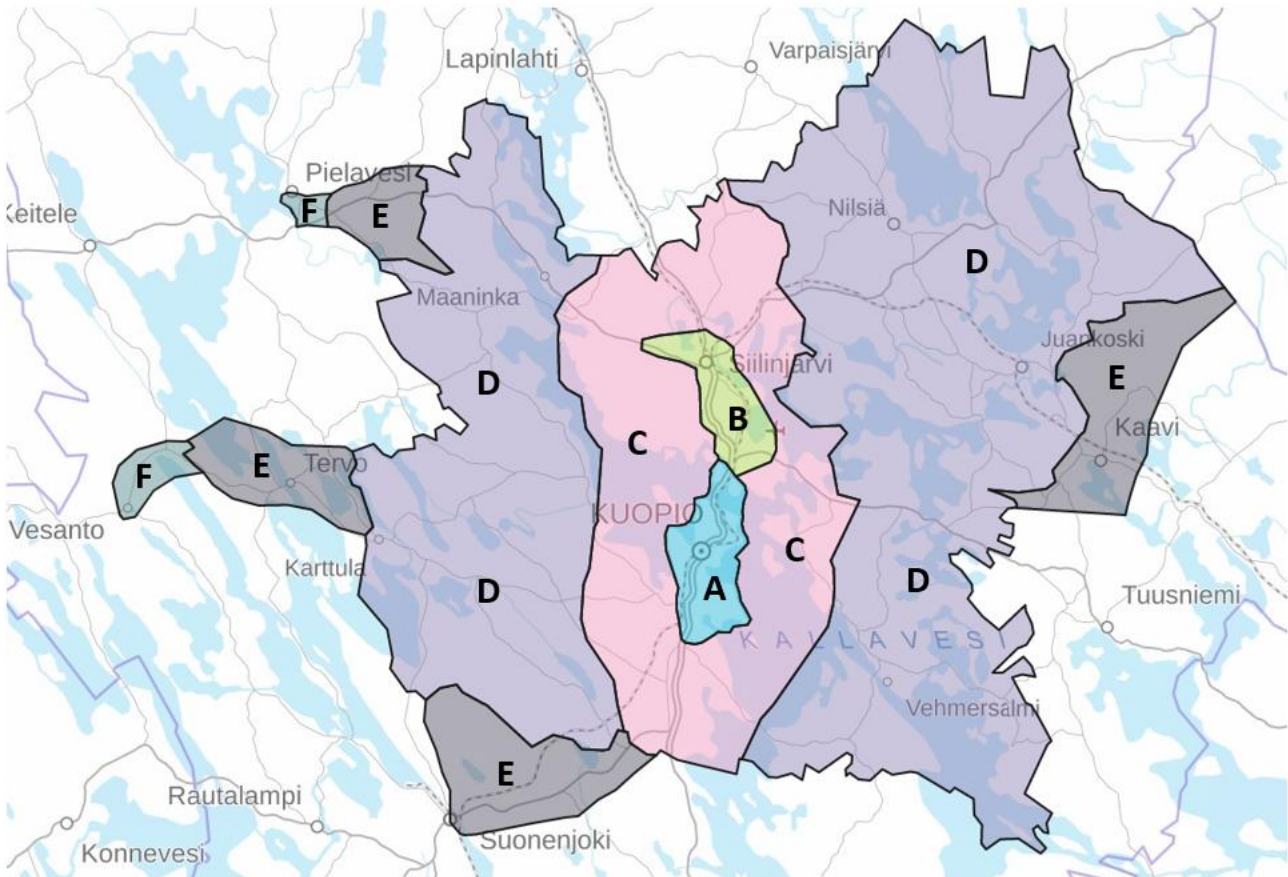 Lapinlahti
Varpaisjärvi
Pielavesi
F
E
Keitele
Nilsiä
D
Maaninka
Juankoski
Siilinjärvi
D
E
B
C
Kaavi
F
E
Tervo
Vesanto
KUOPIO
C
Karttula
D
A
D
Tuusniemi
KALLAVESI
Vehmersalmi
E
Rautalampi
Suonenjoki
Konnevesi